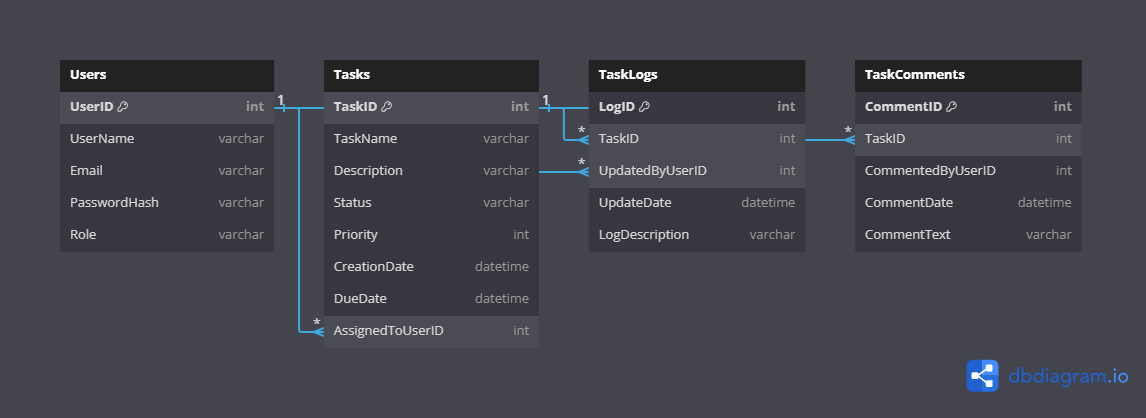 Users
UserID int
UserName varchar
Email varchar
PasswordHash varchar
Role varchar
1
*
Tasks
TaskID int
TaskName varchar
Description varchar
Status varchar
Priority int
CreationDate datetime
DueDate datetime
AssignedToUserID int
1
*
*
TaskLogs
LogID int
TaskID int
UpdatedByUserID int
UpdateDate datetime
LogDescription varchar
*
TaskComments
CommentID int
TaskID int
CommentedByUserID int
CommentDate datetime
CommentText varchar
dbdiagram.io